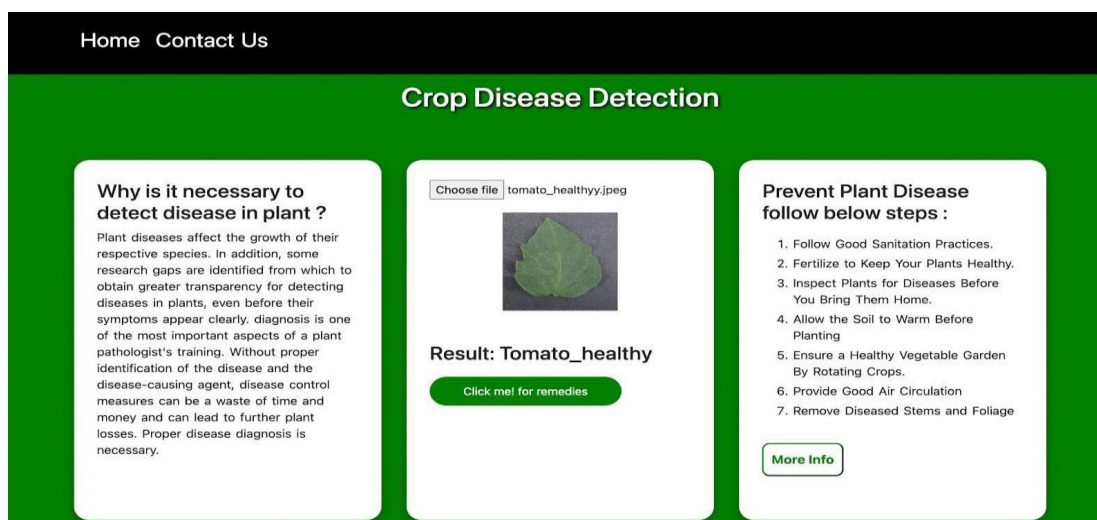 Home Contact Us
Crop Disease Detection
Why is it necessary to
detect disease in plant ?
Plant diseases affect the growth of their
respective species. In addition, some
research gaps are identified from which to
obtain greater transparency for detecting
diseases in plants, even before their
symptoms appear clearly. diagnosis is one
of the most important aspects of a plant
pathologist's training. Without proper
identification of the disease and the
disease-causing agent, disease control
measures can be a waste of time and
money and can lead to further plant
losses. Proper disease diagnosis is
necessary.
Choose file tomato_healthyy.jpeg
Result: Tomato_healthy
Click me! for remedies
Prevent Plant Disease
follow below steps :
1. Follow Good Sanitation Practices.
2. Fertilize to Keep Your Plants Healthy.
3. Inspect Plants for Diseases Before
You Bring Them Home.
4. Allow the Soil to Warm Before
Planting
5. Ensure a Healthy Vegetable Garden
By Rotating Crops.
6. Provide Good Air Circulation
7. Remove Diseased Stems and Foliage
More Info